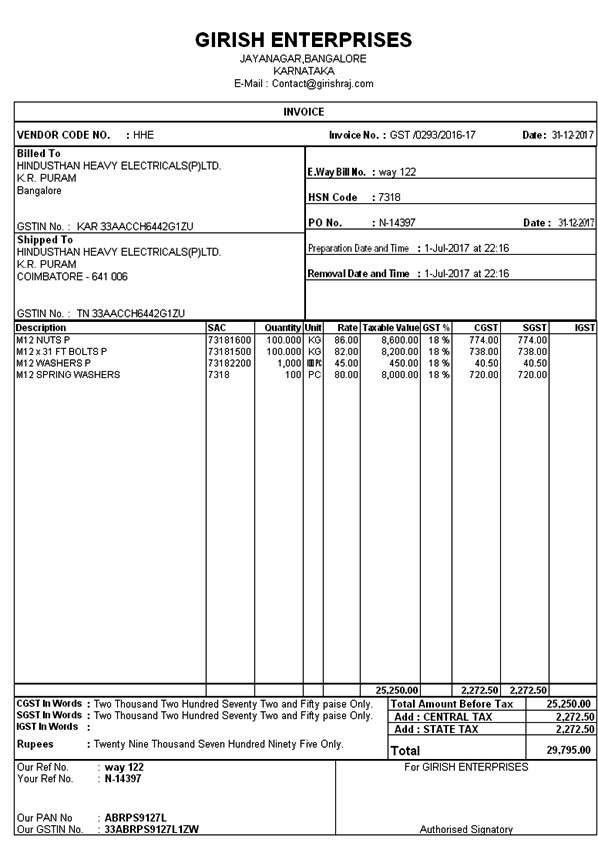 GIRISH ENTERPRISES
JAYANAGAR,BANGALORE
KARNATAKA
E-Mail : Contact@girishraj.com
INVOICE
VENDOR CODE NO. : HHE Invoice No. : GST /0293/2016-17 Date : 31-12-2017
Billed To
HINDUSTHAN HEAVY ELECTRICALS(P)LTD.
K.R. PURAM
Bangalore
GSTIN No. : KAR 33AACCH6442G1ZU
E.Way Bill No. : way 122
HSN Code : 7318
PO No. : N-14397 Date : 31-12-2017
Shipped To
HINDUSTHAN HEAVY ELECTRICALS(P)LTD.
K.R. PURAM
COIMBATORE - 641 006
GSTIN No. : TN 33AACCH6442G1ZU
Preparation Date and Time : 1-Jul-2017 at 22:16
Removal Date and Time : 1-Jul-2017 at 22:16
Description SAC Quantity Unit Rate Taxable Value GST % CGST SGST IGST
M12 NUTS P 73181600 100.000 KG 86.00 8,600.00 18 % 774.00 774.00
M12 x 31 FT BOLTS P 73181500 100.000 KG 82.00 8,200.00 18 % 738.00 738.00
M12 WASHERS P 73182200 1,000 PC 45.00 450.00 18 % 40.50 40.50
M12 SPRING WASHERS 7318 100 PC 80.00 8,000.00 18 % 720.00 720.00
25,250.00 2,272.50 2,272.50
CGST In Words : Two Thousand Two Hundred Seventy Two and Fifty paise Only.
SGST In Words : Two Thousand Two Hundred Seventy Two and Fifty paise Only.
IGST In Words :
Rupees : Twenty Nine Thousand Seven Hundred Ninety Five Only.
Total Amount Before Tax 25,250.00
Add : CENTRAL TAX 2,272.50
Add : STATE TAX 2,272.50
Total 29,795.00
Our Ref No. : way 122
Your Ref No. : N-14397
Our PAN No : ABRPS9127L
Our GSTIN No. : 33ABRPS9127L1ZW
For GIRISH ENTERPRISES
Authorised Signatory